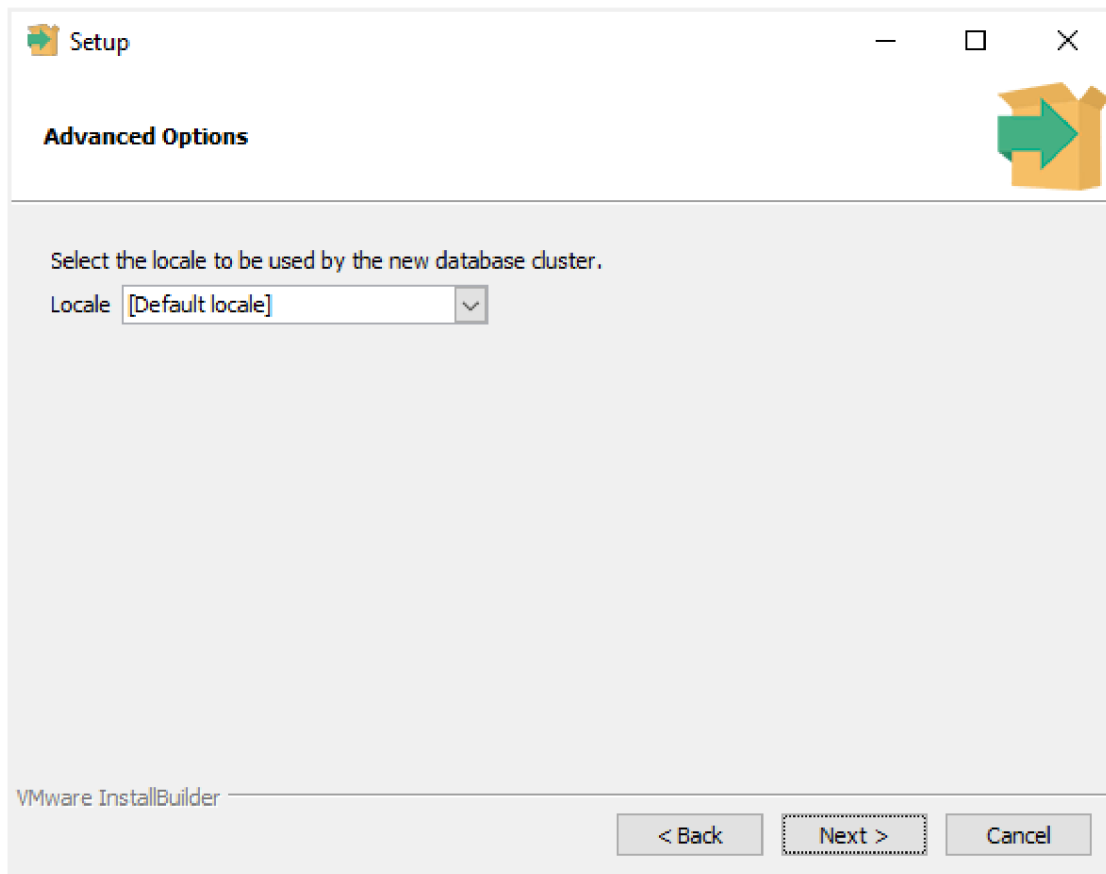 Setup
Advanced Options
Select the locale to be used by the new database cluster.
Locale [Default locale]
VMware InstallBuilder
< Back Next > Cancel